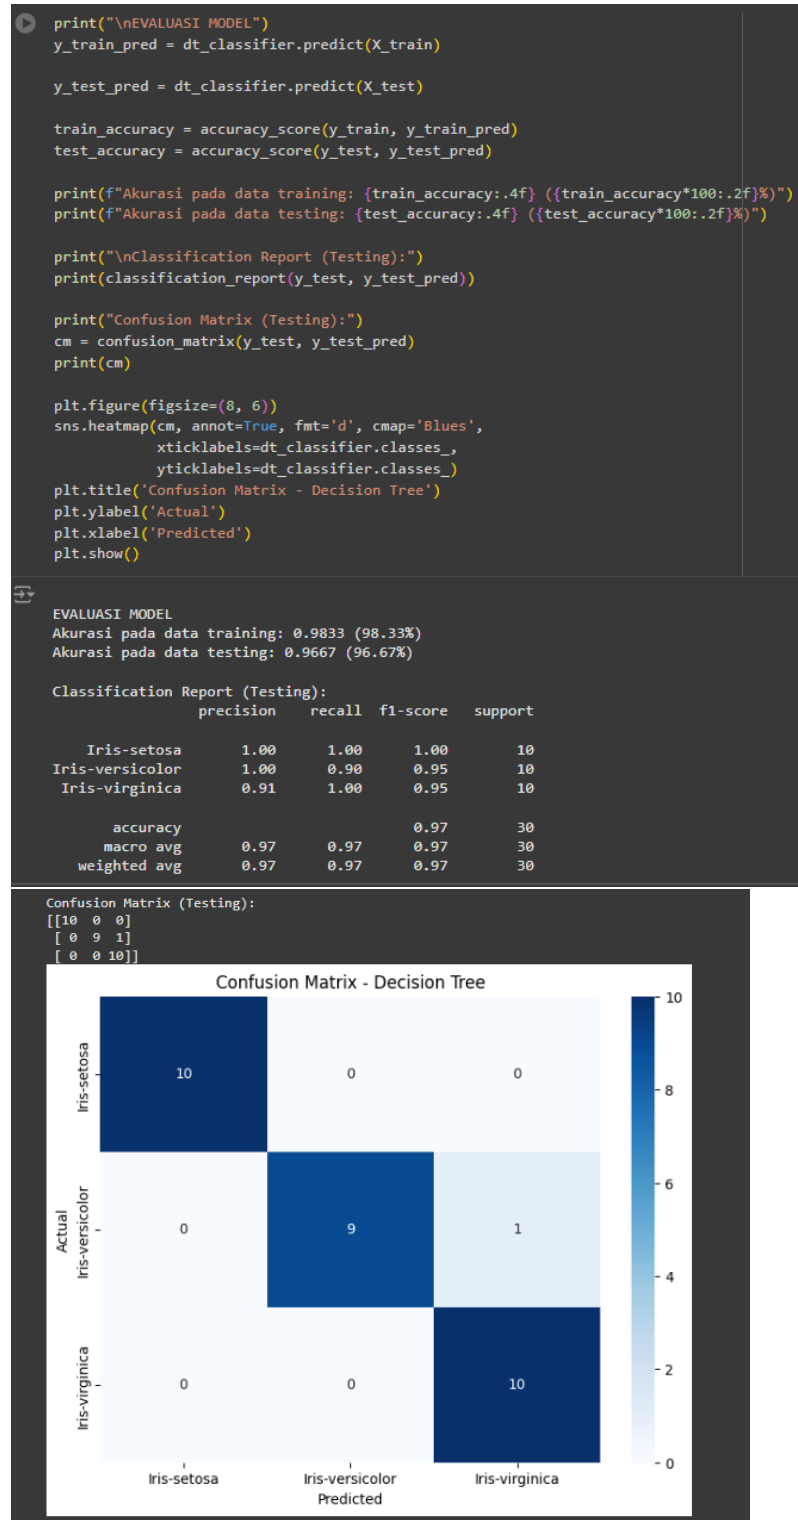 print("\nEVALUASI MODEL")
y_train_pred = dt_classifier.predict(X_train)
y_test_pred = dt_classifier.predict(X_test)
train_accuracy = accuracy_score(y_train, y_train_pred)
test_accuracy = accuracy_score(y_test, y_test_pred)
print(f"Akurasi pada data training: {train_accuracy:.4f} ({train_accuracy*100:.2f}%)")
print(f"Akurasi pada data testing: {test_accuracy:.4f} ({test_accuracy*100:.2f}%)")
print("\nClassification Report (Testing):")
print(classification_report(y_test, y_test_pred))
print("Confusion Matrix (Testing):")
cm = confusion_matrix(y_test, y_test_pred)
print(cm)
plt.figure(figsize=(8, 6))
sns.heatmap(cm, annot=True, fmt='d', cmap='Blues',
xticklabels=dt_classifier.classes_,
yticklabels=dt_classifier.classes_)
plt.title('Confusion Matrix - Decision Tree')
plt.ylabel('Actual')
plt.xlabel('Predicted')
plt.show()
EVALUASI MODEL
Akurasi pada data training: 0.9833 (98.33%)
Akurasi pada data testing: 0.9667 (96.67%)
Classification Report (Testing):
precision recall f1-score support
Iris-setosa 1.00 1.00 1.00 10
Iris-versicolor 1.00 0.90 0.95 10
Iris-virginica 0.91 1.00 0.95 10
accuracy 0.97 30
macro avg 0.97 0.97 0.97 30
weighted avg 0.97 0.97 0.97 30
Confusion Matrix (Testing):
[[10 0 0]
[ 0 9 1]
[ 0 0 10]]
Confusion Matrix - Decision Tree
Actual
Iris-setosa
10 0 0
Iris-versicolor
0 9 1
Iris-virginica
0 0 10
Iris-setosa Iris-versicolor Iris-virginica
Predicted
10
8
6
4
2
0